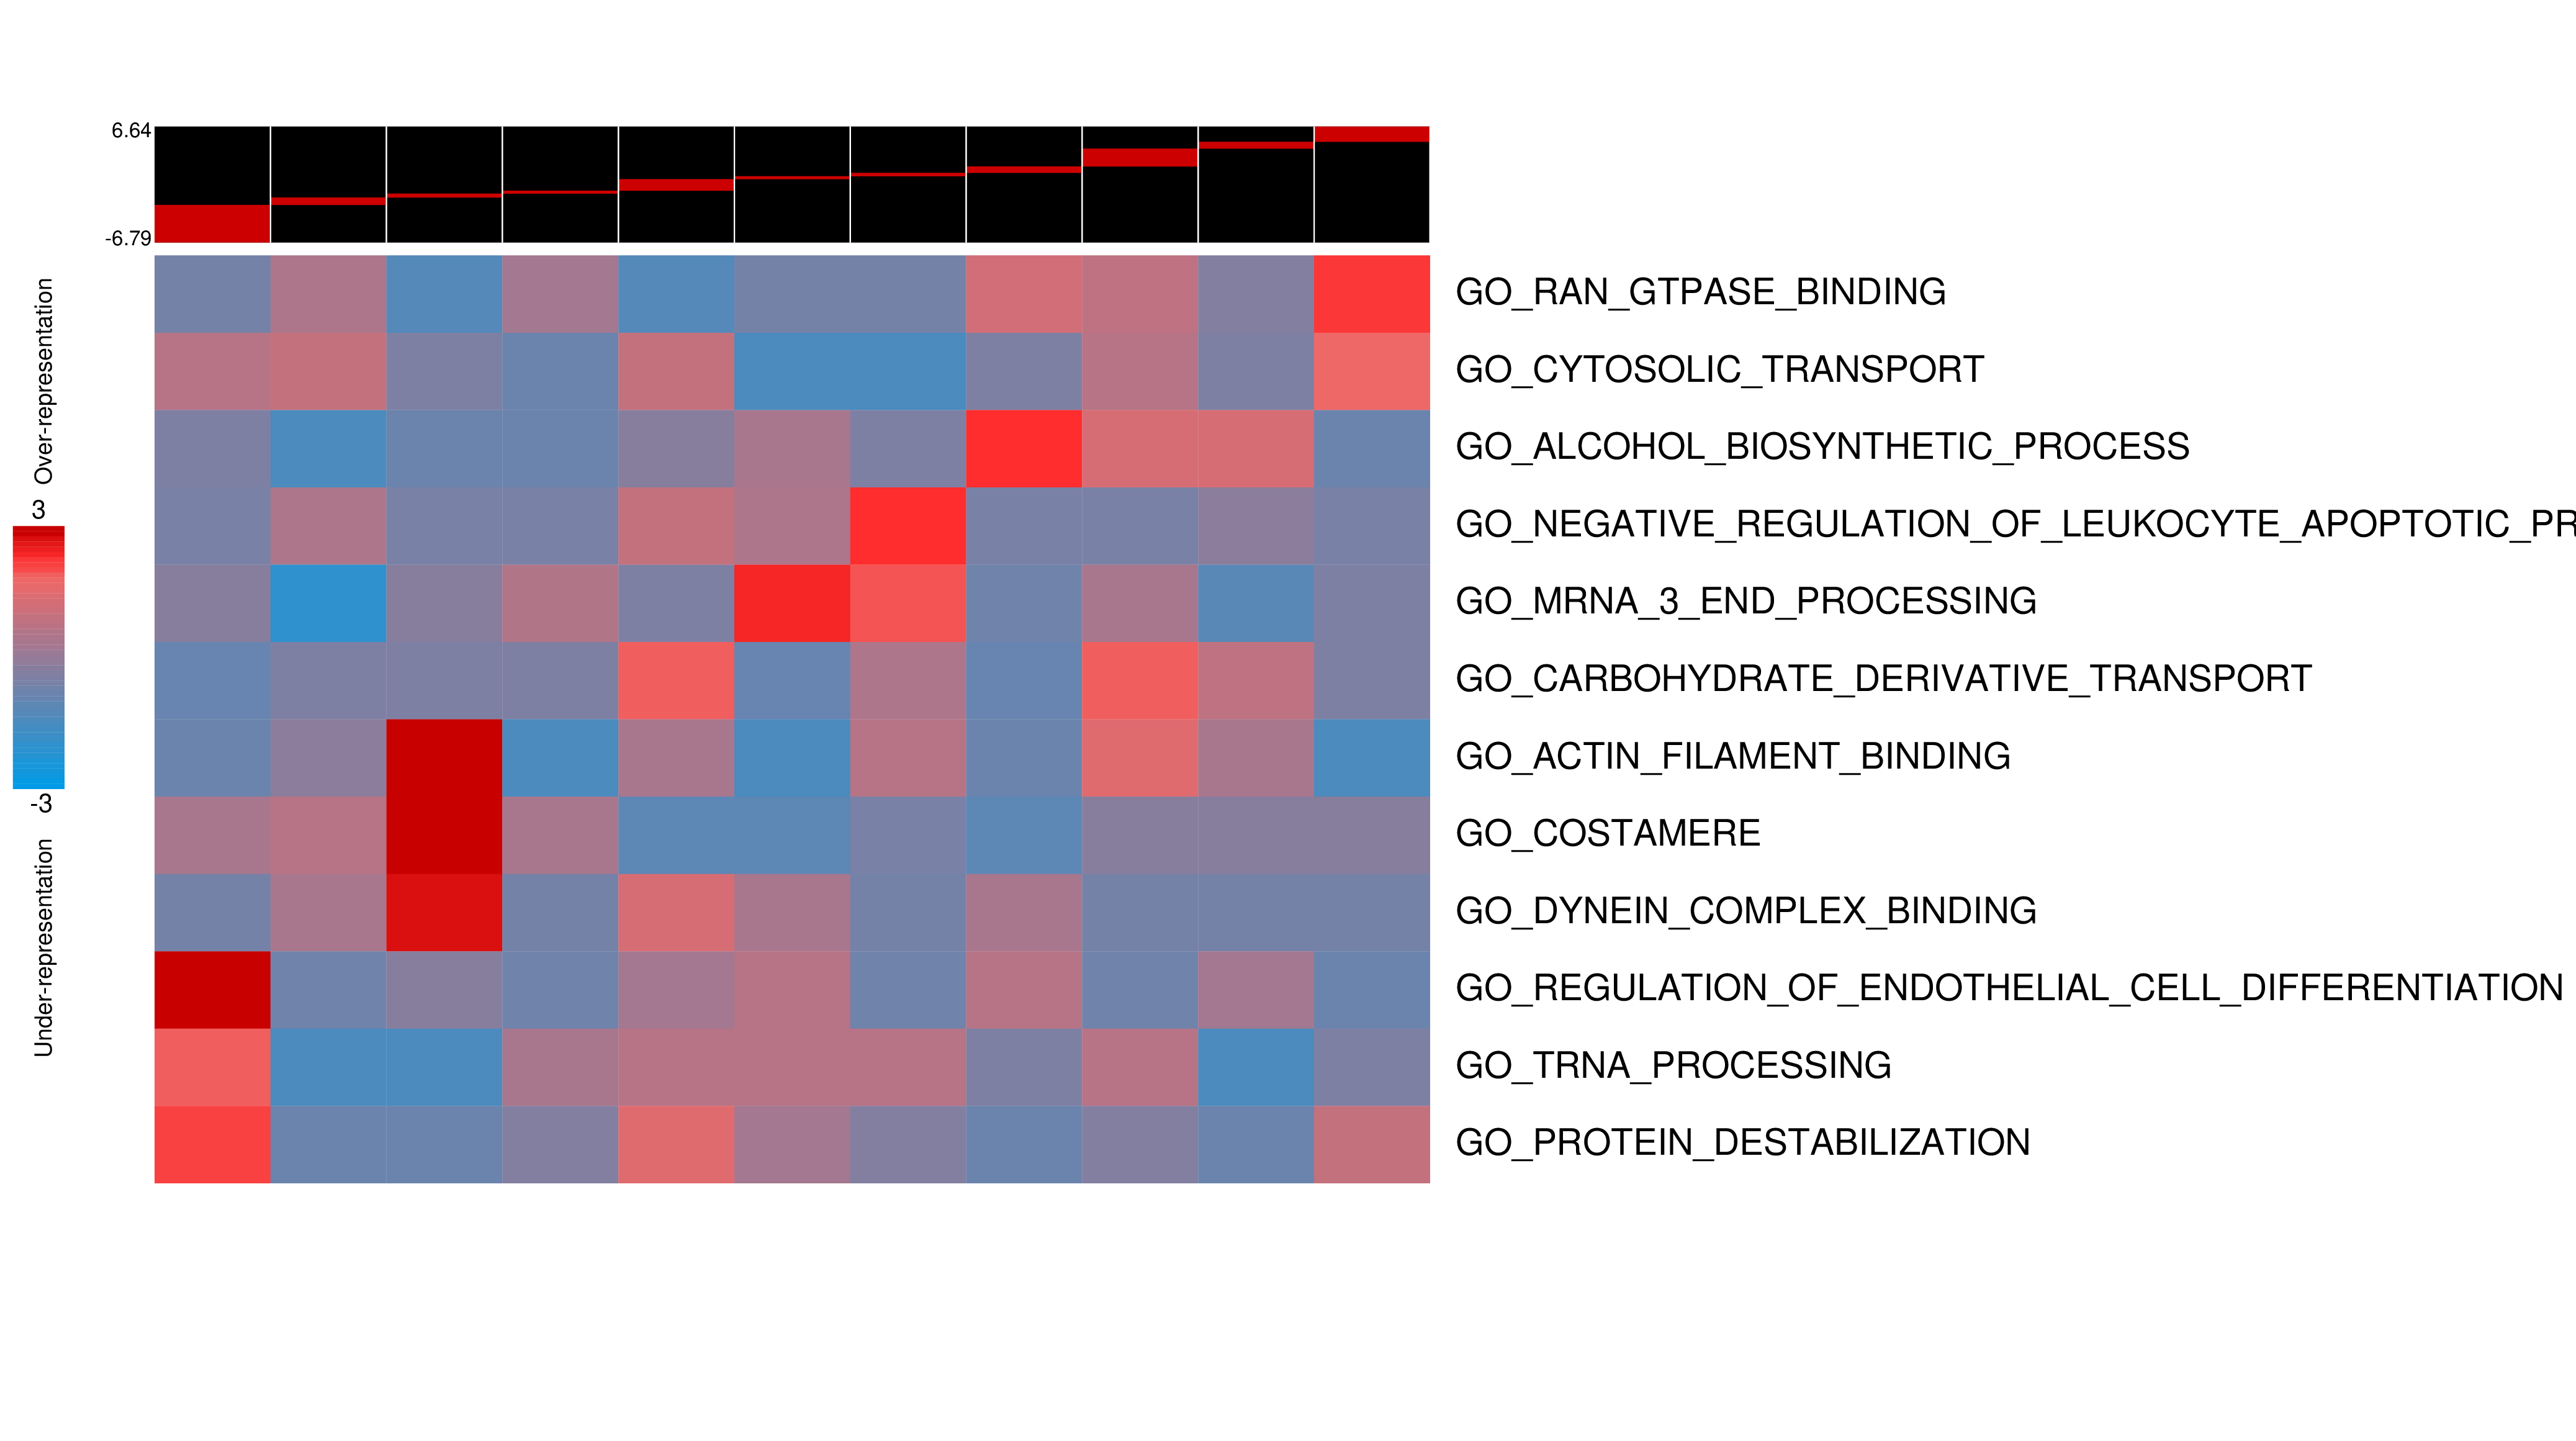 6.64
-6.79
Over-representation
3
-3
Under-representation
GO_RAN_GTPASE_BINDING
GO_CYTOSOLIC_TRANSPORT
GO_ALCOHOL_BIOSYNTHETIC_PROCESS
GO_NEGATIVE_REGULATION_OF_LEUKOCYTE_APOPTOTIC_PR
GO_MRNA_3_END_PROCESSING
GO_CARBOHYDRATE_DERIVATIVE_TRANSPORT
GO_ACTIN_FILAMENT_BINDING
GO_COSTAMERE
GO_DYNEIN_COMPLEX_BINDING
GO_REGULATION_OF_ENDOTHELIAL_CELL_DIFFERENTIATION
GO_TRNA_PROCESSING
GO_PROTEIN_DESTABILIZATION